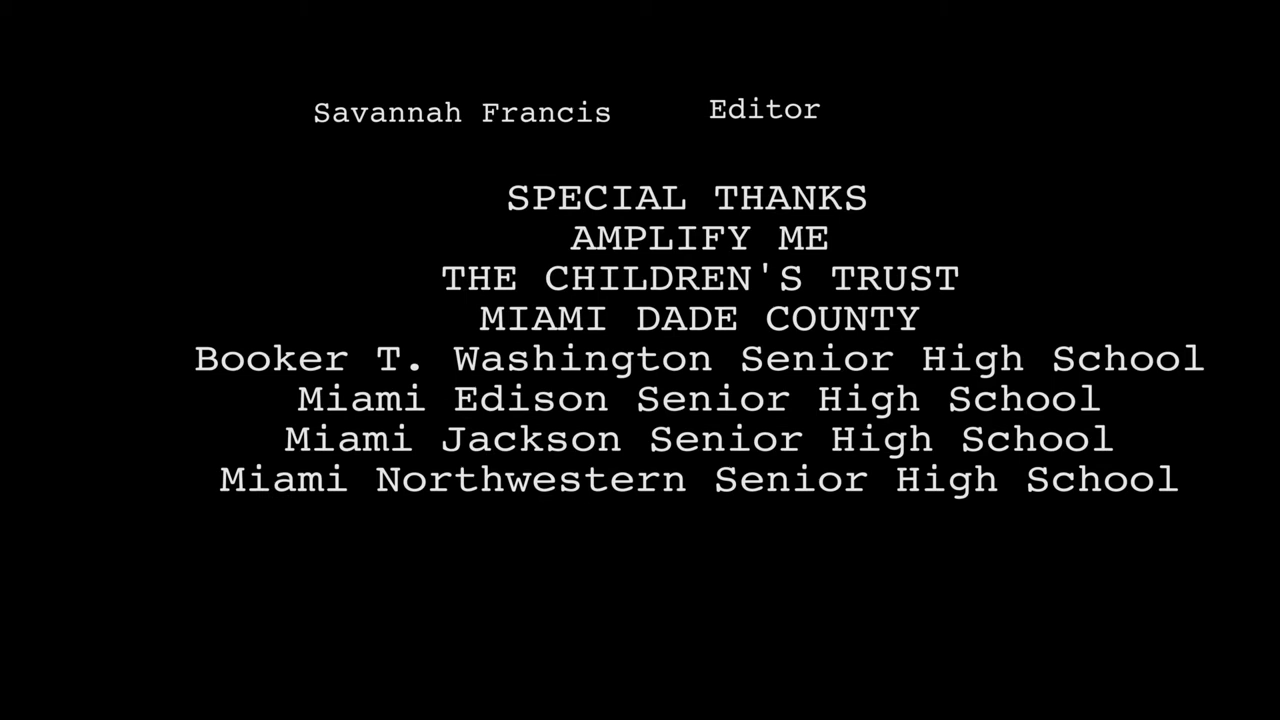 Savannah Francis Editor
SPECIAL THANKS
AMPLIFY ME
THE CHILDREN'S TRUST
MIAMI DADE COUNTY
Booker T. Washington Senior High School
Miami Edison Senior High School
Miami Jackson Senior High School
Miami Northwestern Senior High School